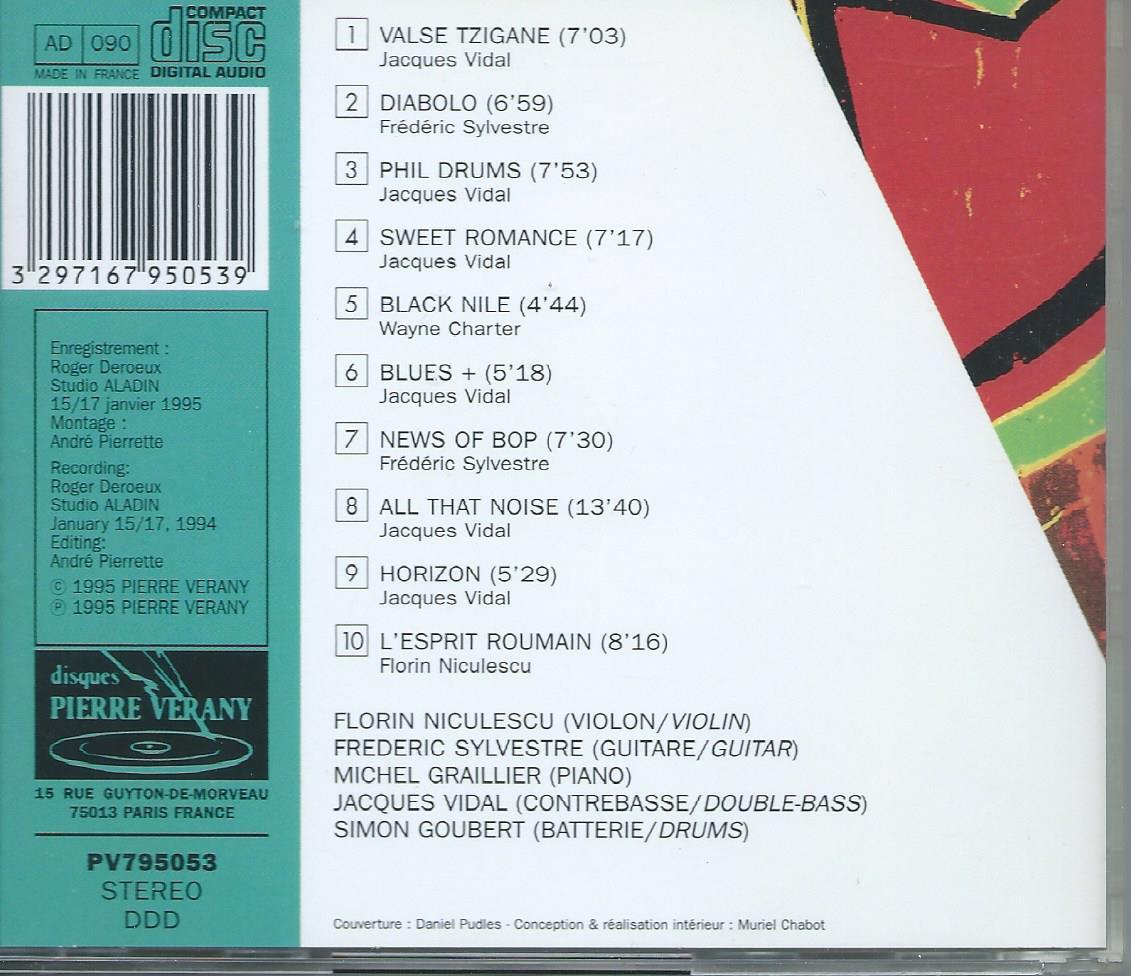 COMPACT
disc
DIGITAL AUDIO
AD 090
MADE IN FRANCE
3 297167 950539
Enregistrement :
Roger Deroeux
Studio ALADIN
15/17 janvier 1995
Montage :
André Pierrette
Recording:
Roger Deroeux
Studio ALADIN
January 15/17, 1994
Editing:
André Pierrette
© 1995 PIERRE VERANY
℗ 1995 PIERRE VERANY
disques
PIERRE VERANY
15 RUE GUYTON-DE-MORVEAU
75013 PARIS FRANCE
PV795053
STEREO
DDD
1 VALSE TZIGANE (7'03)
Jacques Vidal
2 DIABOLO (6'59)
Frédéric Sylvestre
3 PHIL DRUMS (7'53)
Jacques Vidal
4 SWEET ROMANCE (7'17)
Jacques Vidal
5 BLACK NILE (4'44)
Wayne Charter
6 BLUES + (5'18)
Jacques Vidal
7 NEWS OF BOP (7'30)
Frédéric Sylvestre
8 ALL THAT NOISE (13'40)
Jacques Vidal
9 HORIZON (5'29)
Jacques Vidal
10 L'ESPRIT ROUMAIN (8'16)
Florin Niculescu
FLORIN NICULESCU (VIOLON/VIOLIN)
FREDERIC SYLVESTRE (GUITARE/GUITAR)
MICHEL GRAILLIER (PIANO)
JACQUES VIDAL (CONTREBASSE/DOUBLE-BASS)
SIMON GOUBERT (BATTERIE/DRUMS)
Couverture : Daniel Pudles - Conception & réalisation intérieur : Muriel Chabot